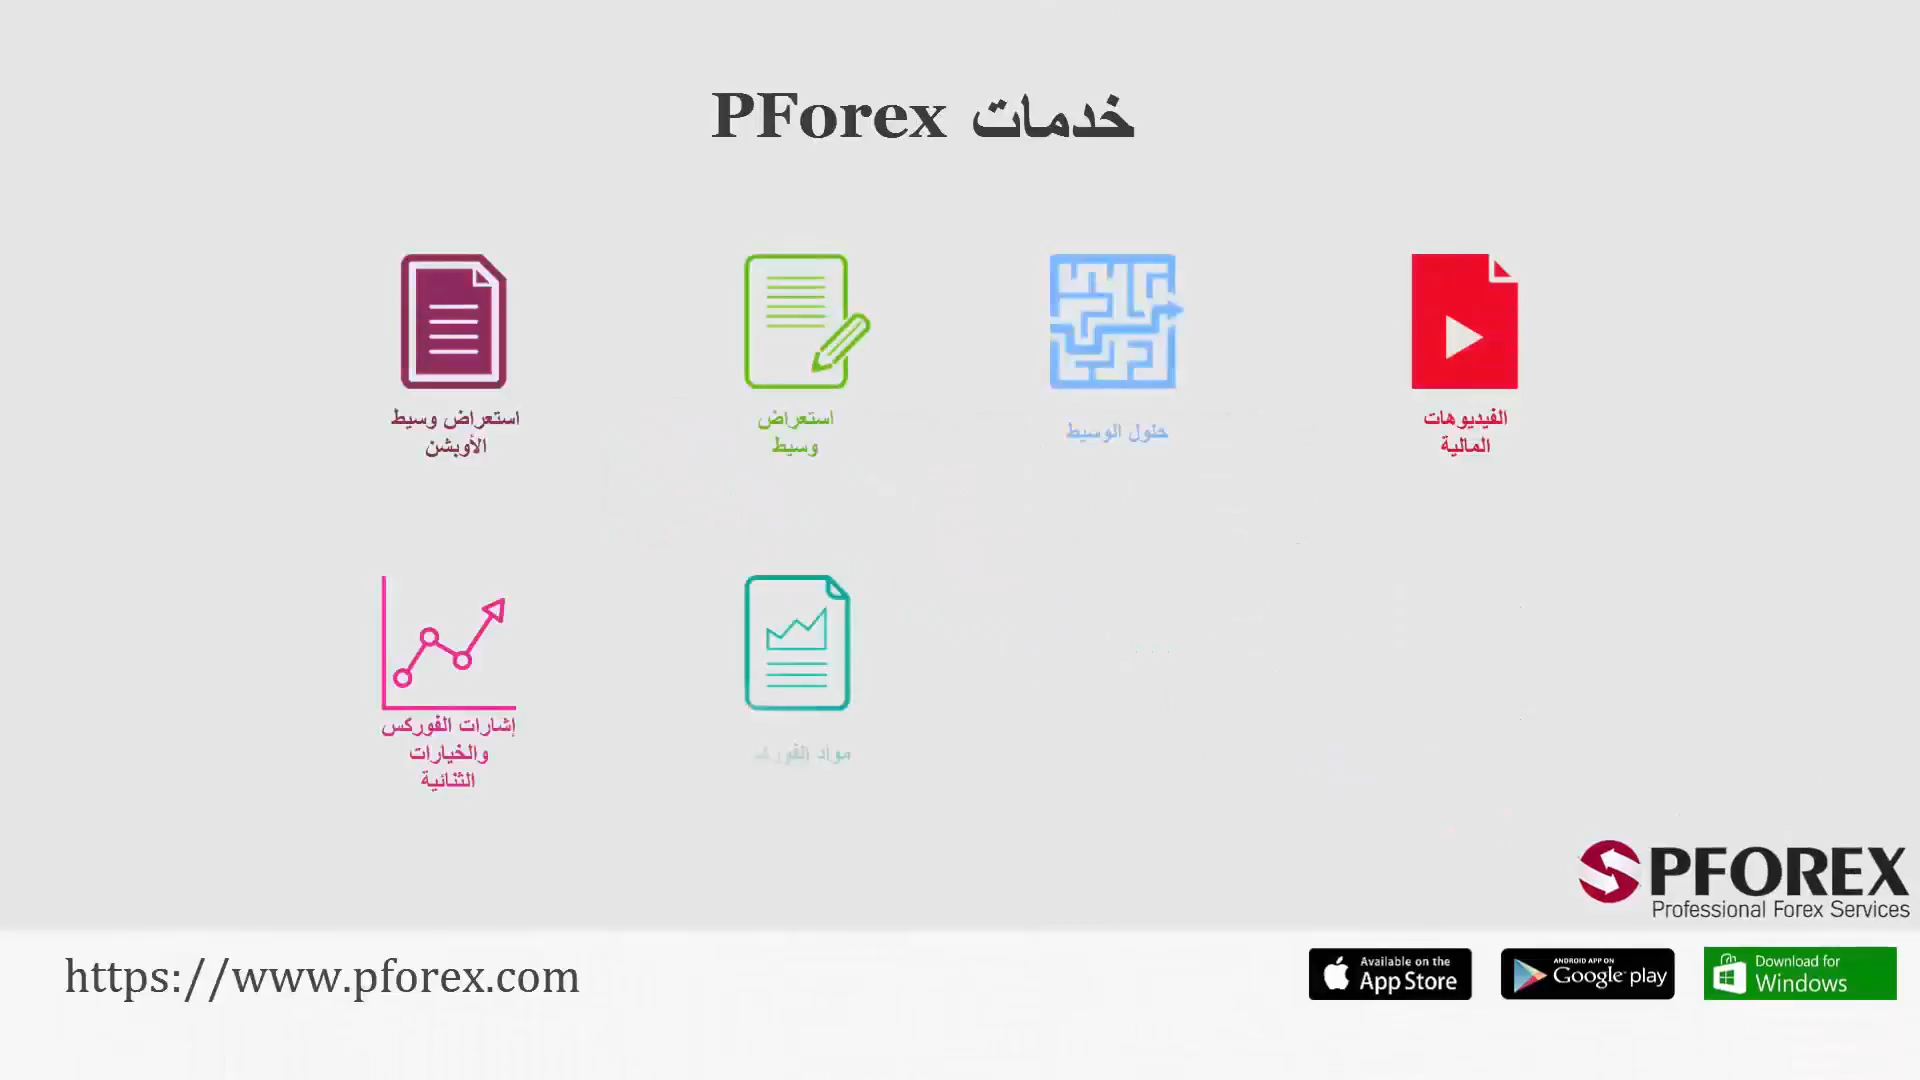 خدمات PForex
استعراض وسيط
الأوبشن
استعراض
وسيط
حلول الوسيط
الفيديوهات
المالية
إشارات الفوركس
والخيارات
الثنائية
مواد
PFOREX
Professional Forex Services
https://www.pforex.com
Available on the
App Store
ANDROID APP ON
Google play
Download for
Windows